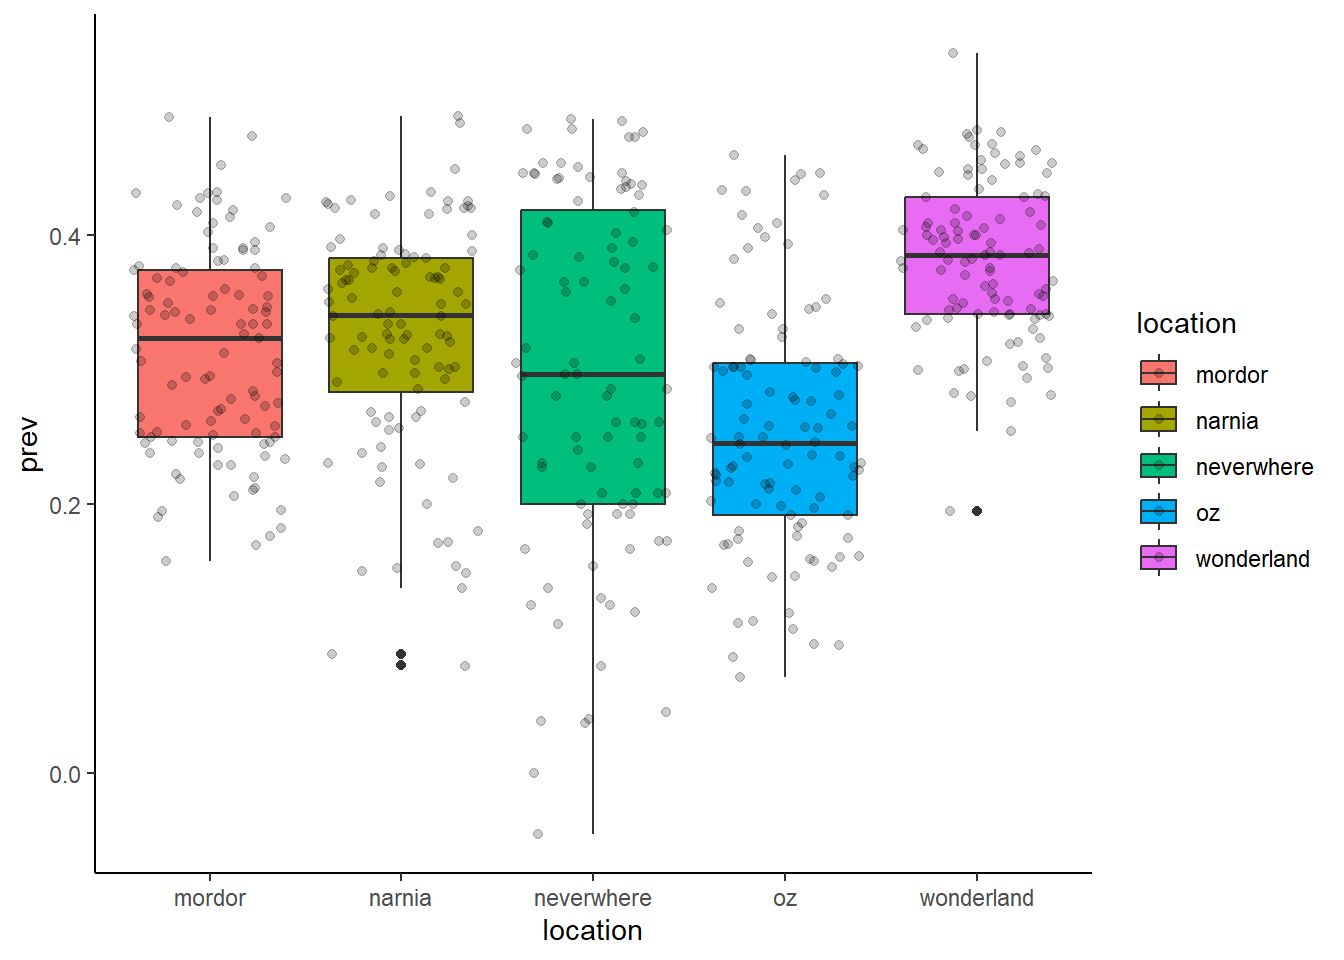 prev
0.4
0.2
0.0
mordor
narnia
neverwhere
oz
wonderland
location
location
mordor
narnia
neverwhere
oz
wonderland